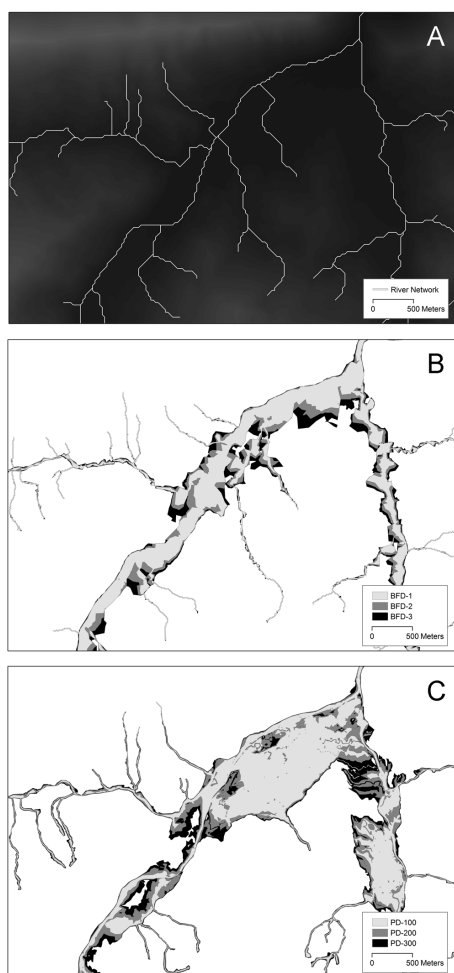 A
River Network
0 500 Meters
B
BFD-1
BFD-2
BFD-3
0 500 Meters
C
PD-100
PD-200
PD-300
0 500 Meters